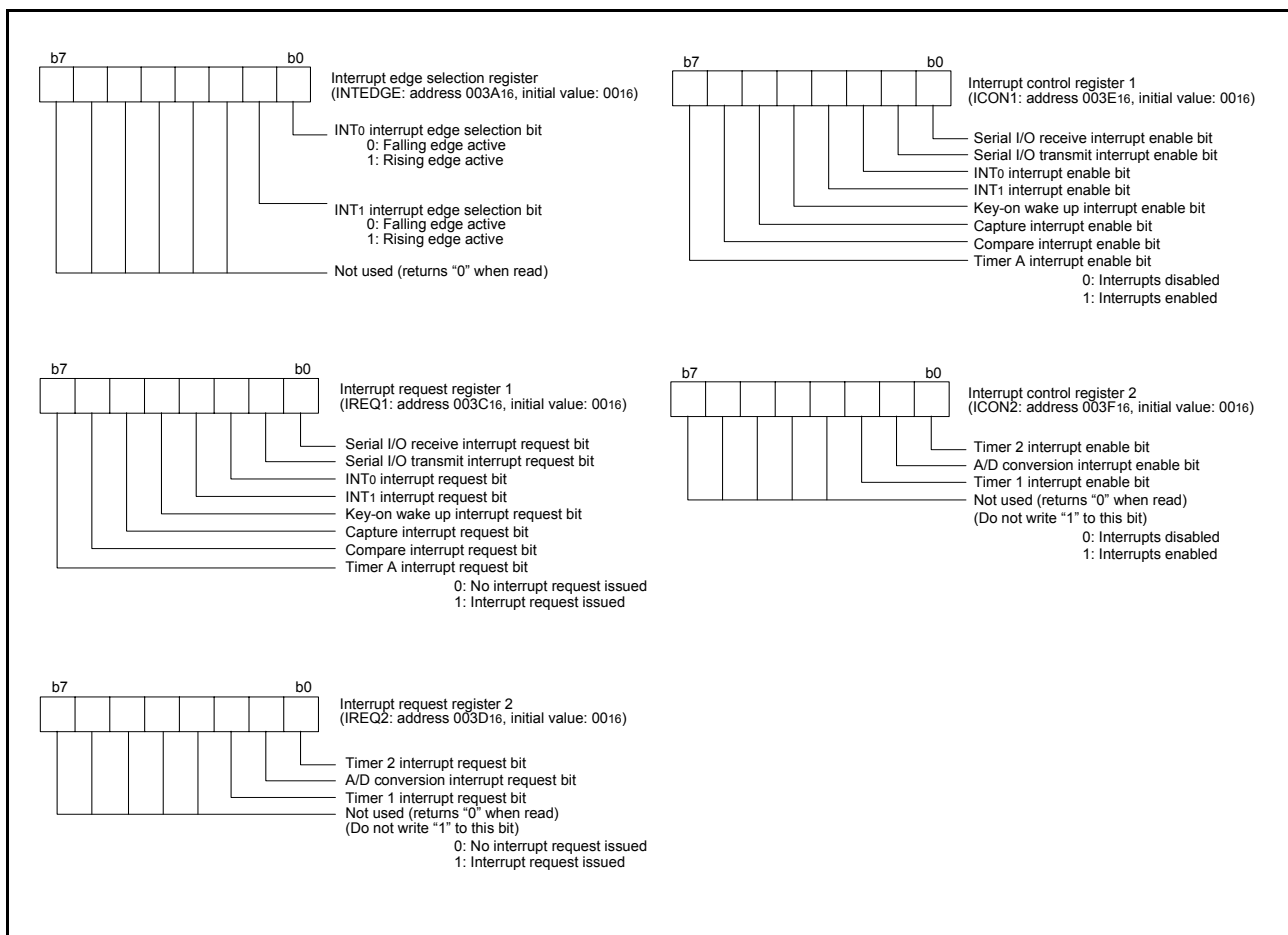 b7 b0
Interrupt edge selection register
(INTEDGE: address 003A16, initial value: 0016)
INT0 interrupt edge selection bit
0: Falling edge active
1: Rising edge active
INT1 interrupt edge selection bit
0: Falling edge active
1: Rising edge active
Not used (returns “0” when read)
b7 b0
Interrupt control register 1
(ICON1: address 003E16, initial value: 0016)
Serial I/O receive interrupt enable bit
Serial I/O transmit interrupt enable bit
INT0 interrupt enable bit
INT1 interrupt enable bit
Key-on wake up interrupt enable bit
Capture interrupt enable bit
Compare interrupt enable bit
Timer A interrupt enable bit
0: Interrupts disabled
1: Interrupts enabled
b7 b0
Interrupt request register 1
(IREQ1: address 003C16, initial value: 0016)
Serial I/O receive interrupt request bit
Serial I/O transmit interrupt request bit
INT0 interrupt request bit
INT1 interrupt request bit
Key-on wake up interrupt request bit
Capture interrupt request bit
Compare interrupt request bit
Timer A interrupt request bit
0: No interrupt request issued
1: Interrupt request issued
b7 b0
Interrupt control register 2
(ICON2: address 003F16, initial value: 0016)
Timer 2 interrupt enable bit
A/D conversion interrupt enable bit
Timer 1 interrupt enable bit
Not used (returns “0” when read)
(Do not write “1” to this bit)
0: Interrupts disabled
1: Interrupts enabled
b7 b0
Interrupt request register 2
(IREQ2: address 003D16, initial value: 0016)
Timer 2 interrupt request bit
A/D conversion interrupt request bit
Timer 1 interrupt request bit
Not used (returns “0” when read)
(Do not write “1” to this bit)
0: No interrupt request issued
1: Interrupt request issued